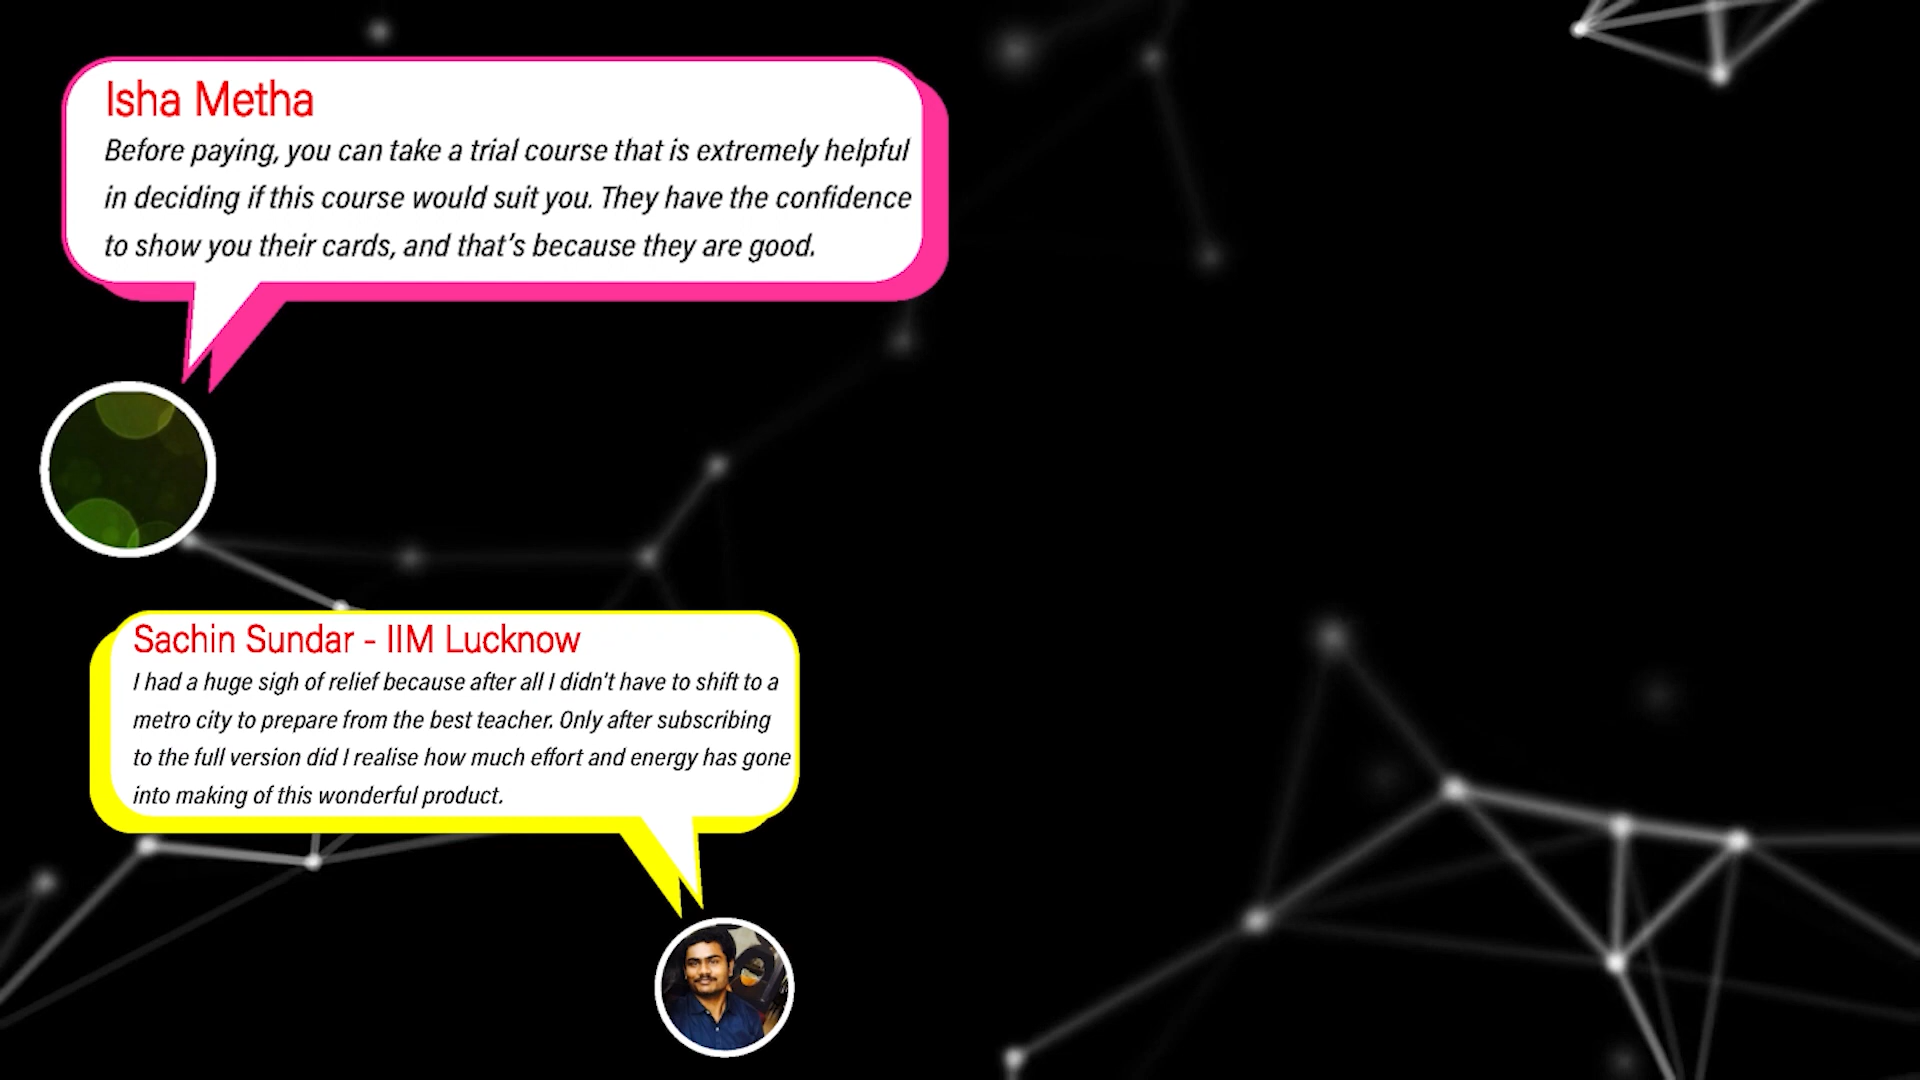 Isha Metha
Before paying, you can take a trial course that is extremely helpful
in deciding if this course would suit you. They have the confidence
to show you their cards, and that's because they are good.
Sachin Sundar - IIM Lucknow
I had a huge sigh of relief because after all I didn't have to shift to a
metro city to prepare from the best teacher. Only after subscribing
to the full version did I realise how much effort and energy has gone
into making of this wonderful product.